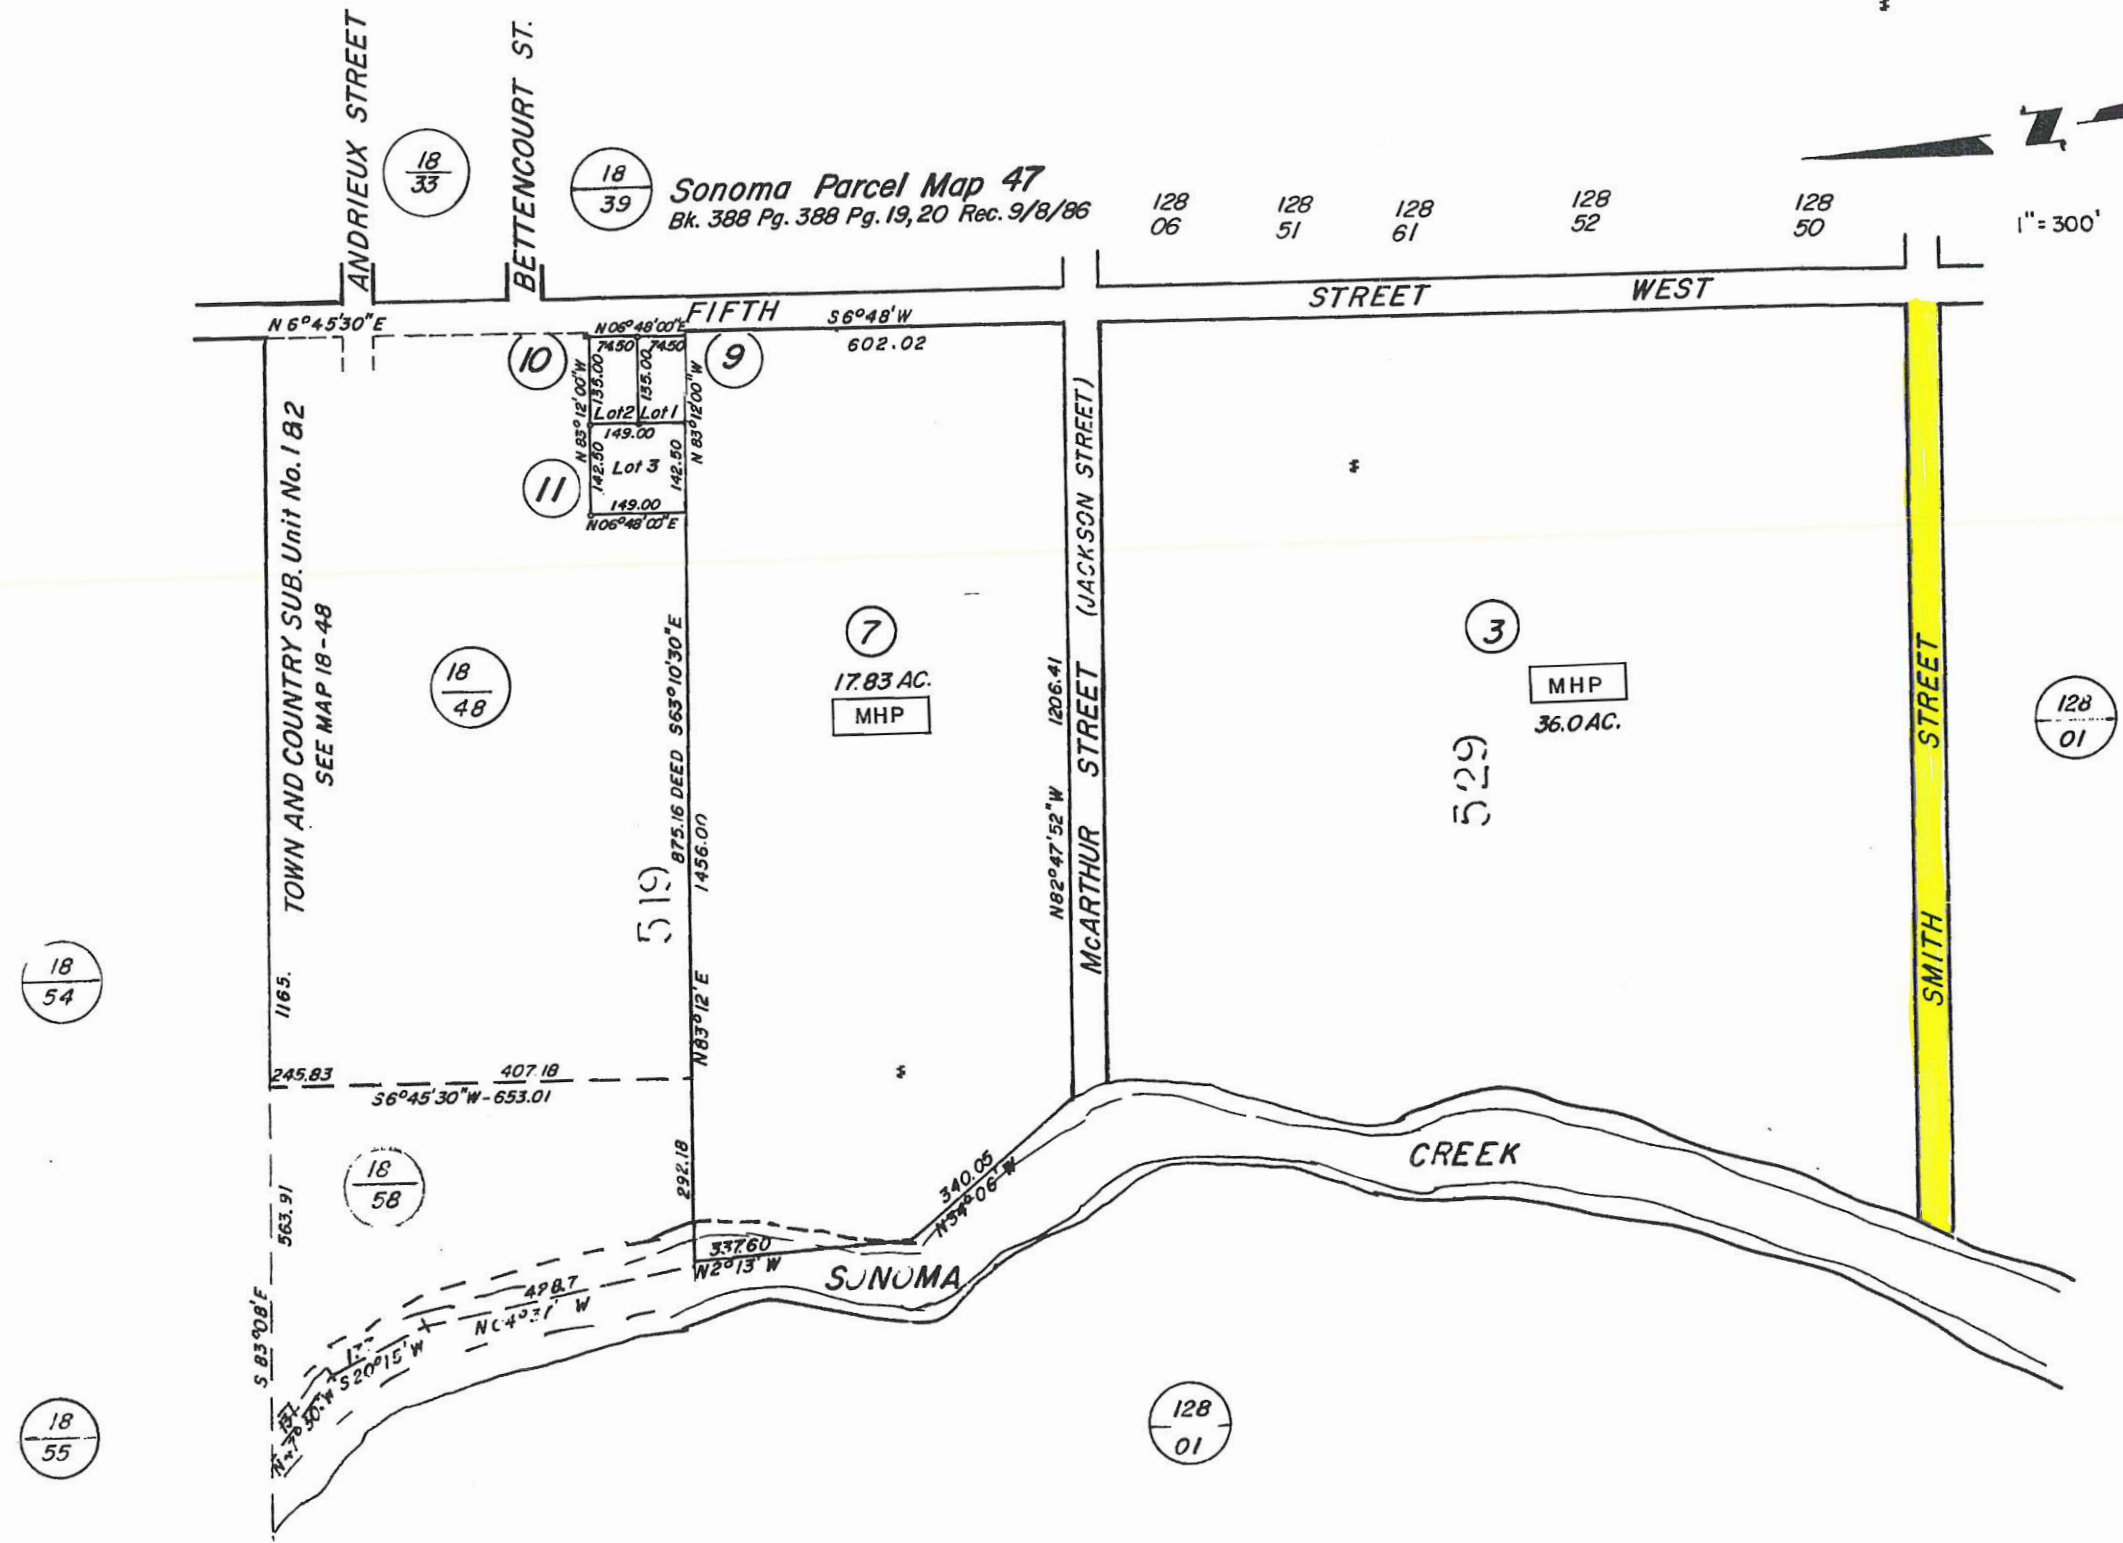 ANDRIEUX STREET
BETTENCOURT ST.
18
33
18
39
Sonoma Parcel Map 47
Bk. 388 Pg. 388 Pg. 19, 20 Rec. 9/8/86
128
06
128
51
128
61
128
52
128
50
Z
1" = 300'
FIFTH STREET WEST
N 6°45'30" E
N 06°48'00" E
S6°48'W
602.02
10
74.50
74.50
9
135.00
135.00
N 83°12'00" W
N 83°12'00" W
Lot 2
Lot 1
149.00
142.50
Lot 3
142.50
11
149.00
N06°48'00" E
TOWN AND COUNTRY SUB. Unit No. 1 & 2
SEE MAP 18-48
18
48
875.16 DEED S63°10'30" E
1456.00
519
N83°12' E
7
17.83 AC.
MHP
1206.41
N82°47'52" W
McARTHUR STREET (JACKSON STREET)
3
MHP
36.0 AC.
529
SMITH STREET
128
01
18
54
1165.
245.83
407.18
S6°45'30" W - 653.01
18
58
292.18
563.91
S 83°08' E
337.60
N2°13' W
340.05
N34°06' W
SONOMA CREEK
S20°15' W
18
55
128
01